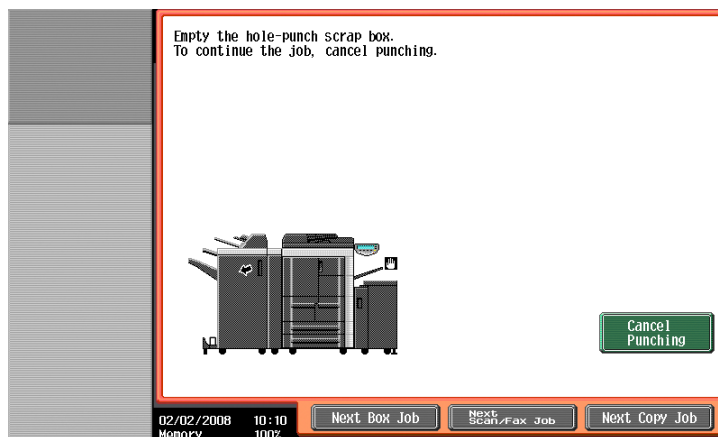 Empty the hole-punch scrap box.
To continue the job, cancel punching.
Cancel
Punching
02/02/2008 10:10
Memory 100%
Next Box Job
Next
Scan/Fax Job
Next Copy Job